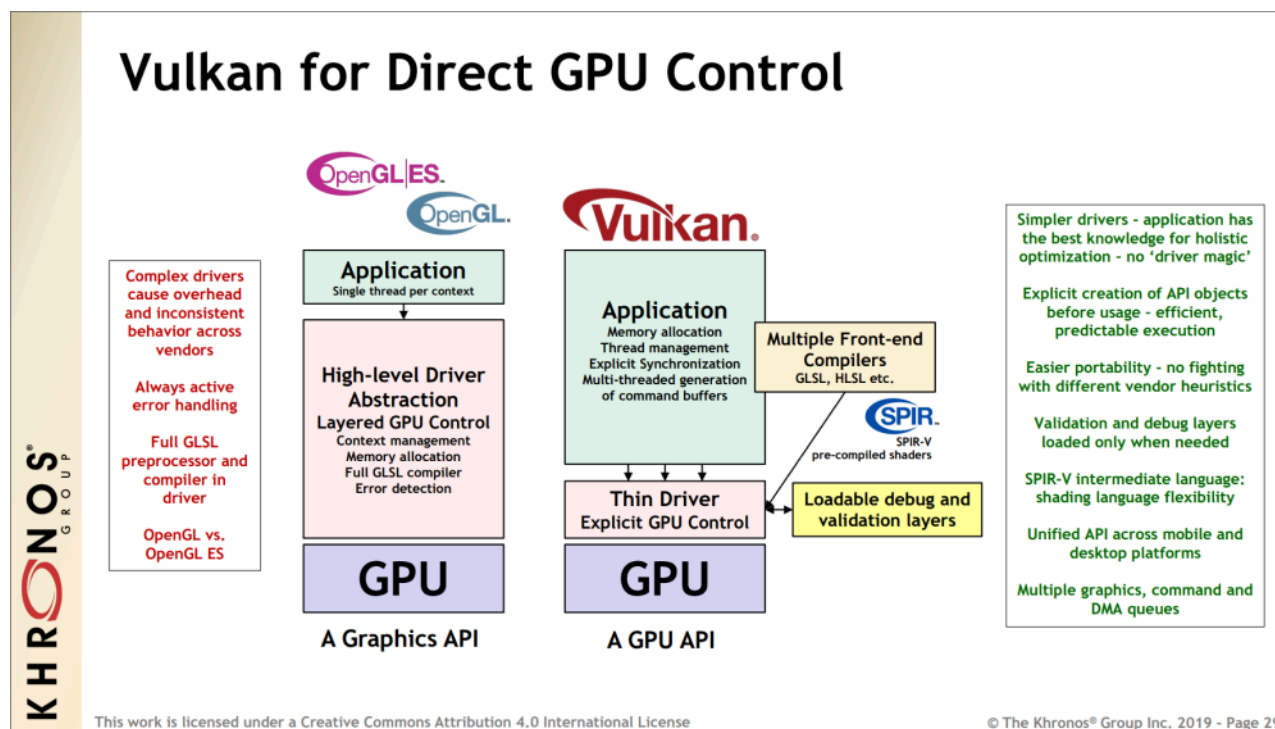 Vulkan for Direct GPU Control
OpenGL|ES™
OpenGL®
Vulkan®
Complex drivers
cause overhead
and inconsistent
behavior across
vendors
Always active
error handling
Full GLSL
preprocessor and
compiler in
driver
OpenGL vs.
OpenGL ES
Application
Single thread per context
High-level Driver
Abstraction
Layered GPU Control
Context management
Memory allocation
Full GLSL compiler
Error detection
GPU
A Graphics API
Application
Memory allocation
Thread management
Explicit Synchronization
Multi-threaded generation
of command buffers
Multiple Front-end
Compilers
GLSL, HLSL etc.
SPIR™
SPIR-V
pre-compiled shaders
Thin Driver
Explicit GPU Control
Loadable debug and
validation layers
GPU
A GPU API
Simpler drivers - application has
the best knowledge for holistic
optimization - no ‘driver magic’
Explicit creation of API objects
before usage - efficient,
predictable execution
Easier portability - no fighting
with different vendor heuristics
Validation and debug layers
loaded only when needed
SPIR-V intermediate language:
shading language flexibility
Unified API across mobile and
desktop platforms
Multiple graphics, command and
DMA queues
KHRONOS®
GROUP
This work is licensed under a Creative Commons Attribution 4.0 International License
© The Khronos® Group Inc. 2019 - Page 29